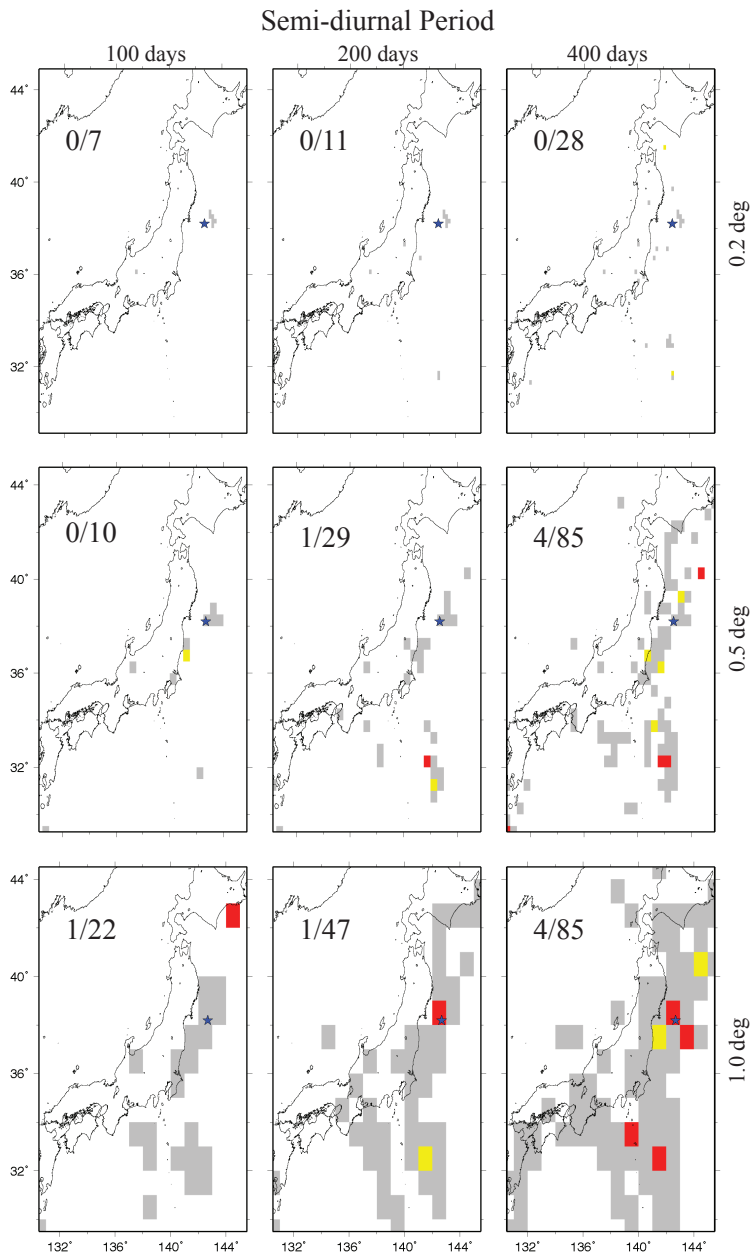 Semi-diurnal Period
100 days 200 days 400 days
44˚
0/7 0/11 0/28
40˚
36˚
32˚
0.2 deg
44˚
0/10 1/29 4/85
40˚
36˚
32˚
0.5 deg
44˚
1/22 1/47 4/85
40˚
36˚
32˚
1.0 deg
132˚ 136˚ 140˚ 144˚ 132˚ 136˚ 140˚ 144˚ 132˚ 136˚ 140˚ 144˚